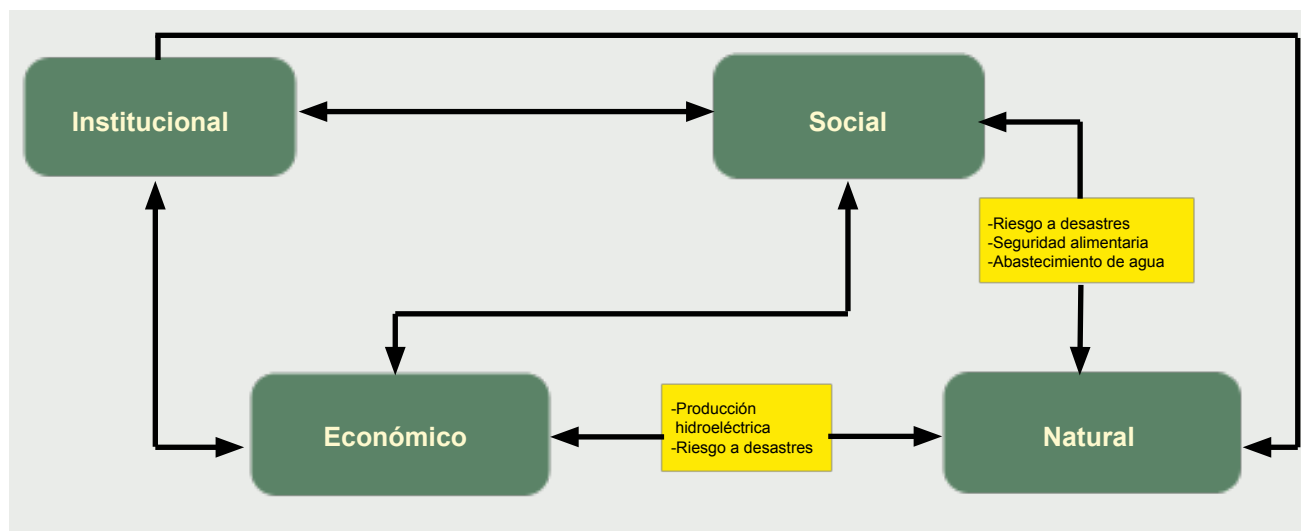 Institucional
Social
-Riesgo a desastres
-Seguridad alimentaria
-Abastecimiento de agua
Económico
-Producción
hidroeléctrica
-Riesgo a desastres
Natural